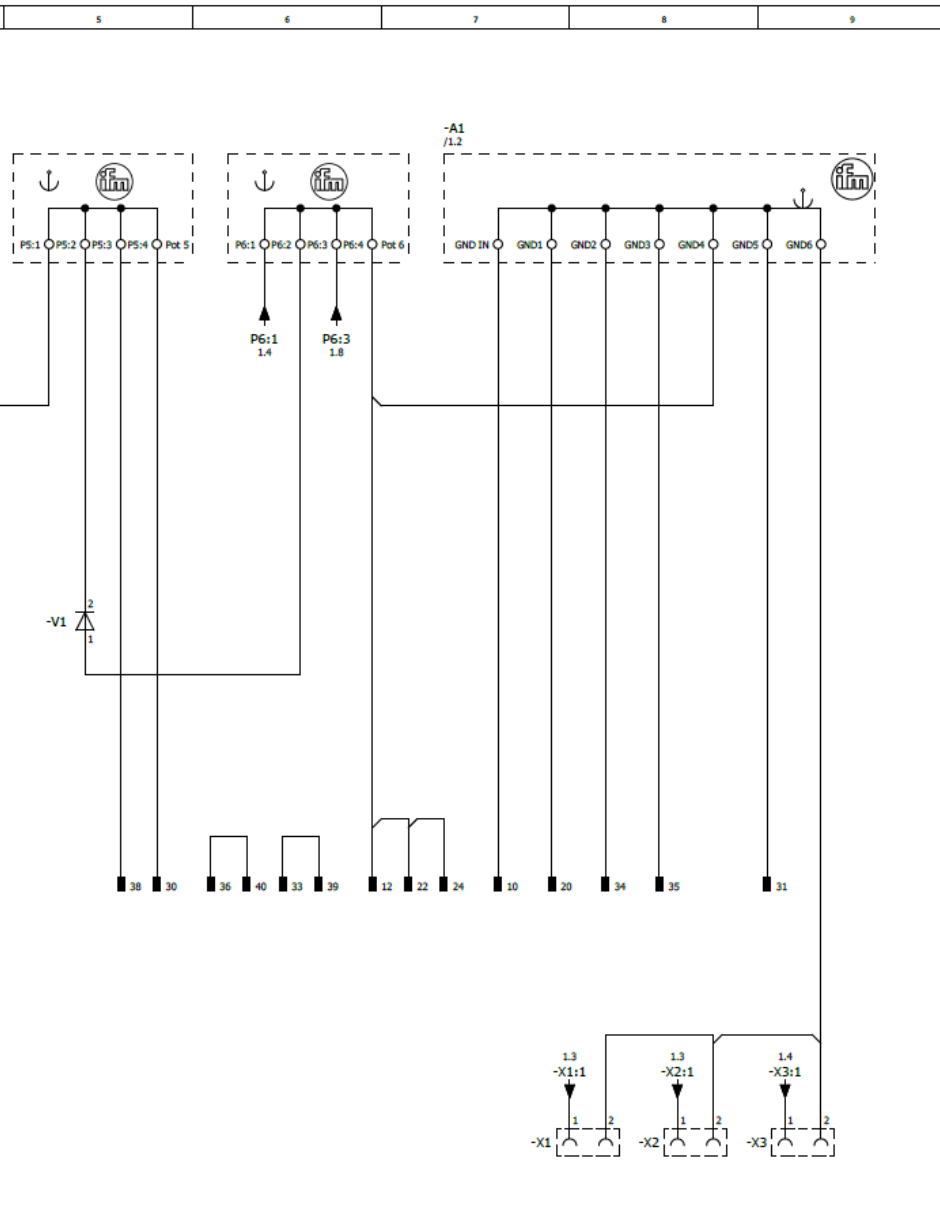 5 6 7 8 9
-A1
/1.2
ifm ifm ifm
P5:1 P5:2 P5:3 P5:4 Pot 5 P6:1 P6:2 P6:3 P6:4 Pot 6 GND IN GND1 GND2 GND3 GND4 GND5 GND6
P6:1 P6:3
1.4 1.8
2
-V1
1
38 30 36 40 33 39 12 22 24 10 20 34 35 31
1.3 1.3 1.4
-X1:1 -X2:1 -X3:1
1 2 1 2 1 2
-X1 -X2 -X3